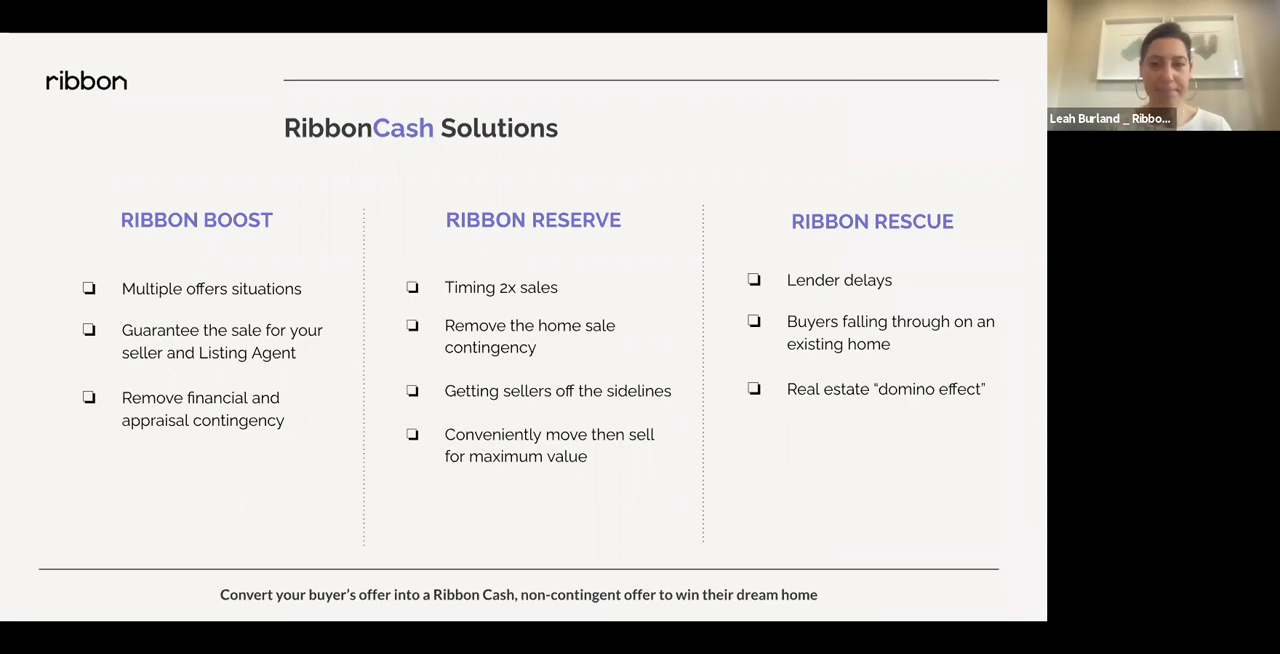 ribbon
RibbonCash Solutions
RIBBON BOOST
Multiple offers situations
Guarantee the sale for your
seller and Listing Agent
Remove financial and
appraisal contingency
RIBBON RESERVE
Timing 2x sales
Remove the home sale
contingency
Getting sellers off the sidelines
Conveniently move then sell
for maximum value
RIBBON RESCUE
Lender delays
Buyers falling through on an
existing home
Real estate “domino effect”
Convert your buyer’s offer into a Ribbon Cash, non-contingent offer to win their dream home
Leah Burland _ Ribbo...